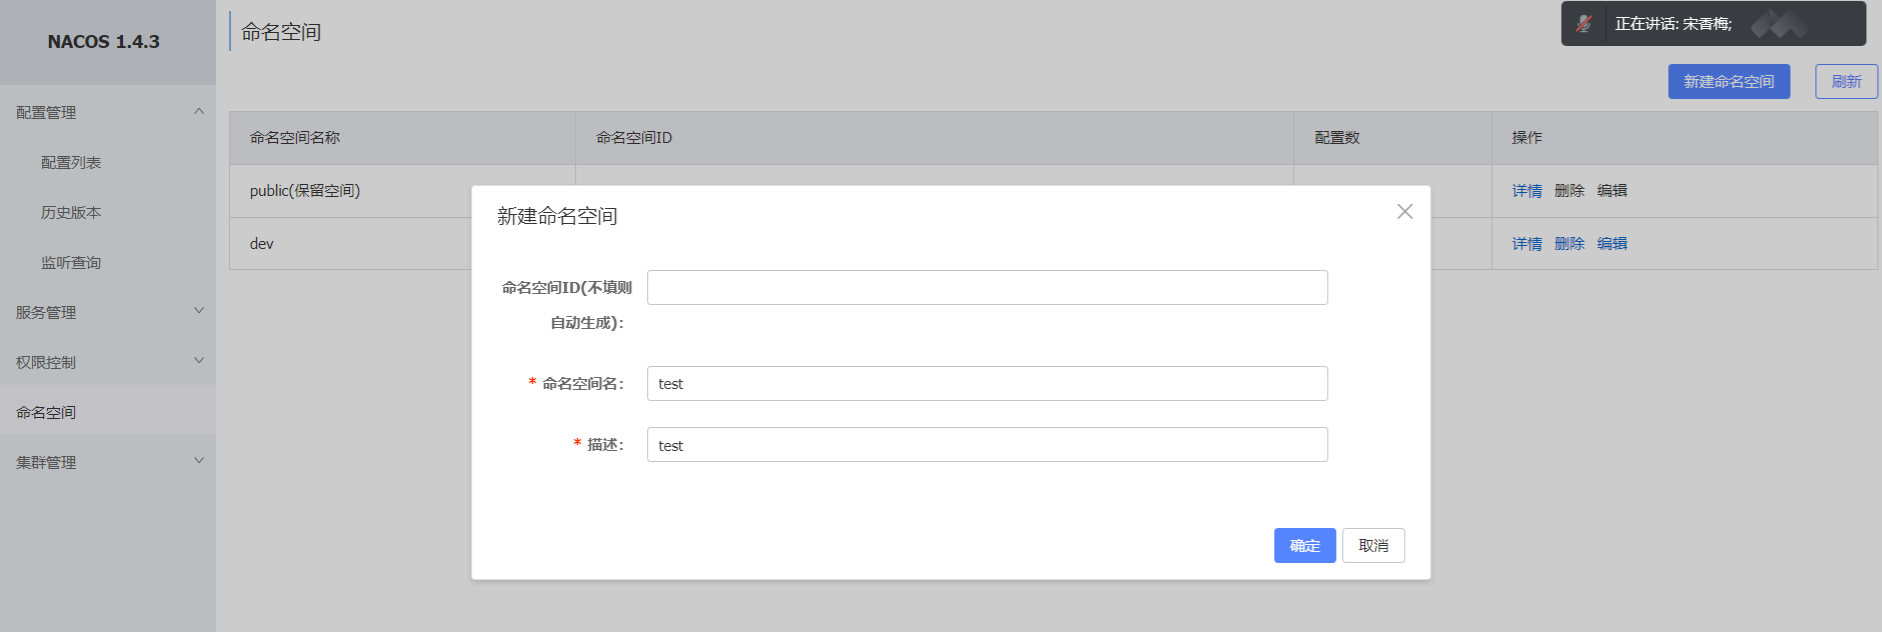 NACOS 1.4.3
配置管理
配置列表
历史版本
监听查询
服务管理
权限控制
命名空间
集群管理
命名空间
正在讲话: 宋香梅;
新建命名空间
刷新
命名空间名称
命名空间ID
配置数
操作
public(保留空间)
详情 删除 编辑
dev
详情 删除 编辑
新建命名空间
命名空间ID(不填则
自动生成):
* 命名空间名:
test
* 描述:
test
确定
取消